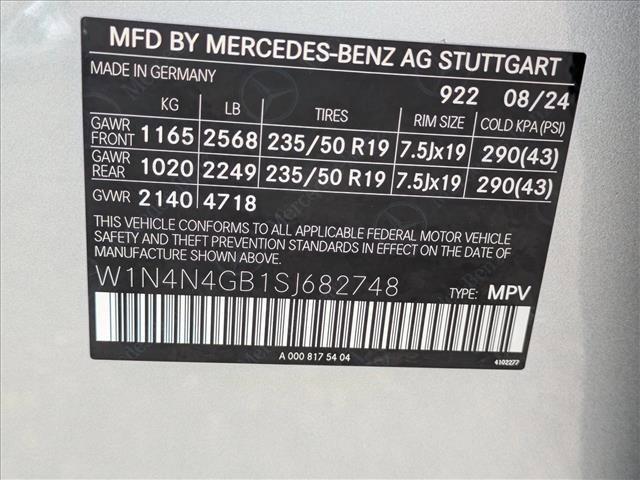 MFD BY MERCEDES-BENZ AG STUTTGART
MADE IN GERMANY 922 08/24
KG LB TIRES RIM SIZE COLD KPA (PSI)
GAWR FRONT 1165 2568 235/50 R19 7.5Jx19 290(43)
GAWR REAR 1020 2249 235/50 R19 7.5Jx19 290(43)
GVWR 2140 4718
THIS VEHICLE CONFORMS TO ALL APPLICABLE FEDERAL MOTOR VEHICLE
SAFETY AND THEFT PREVENTION STANDARDS IN EFFECT ON THE DATE OF
MANUFACTURE SHOWN ABOVE.
W1N4N4GB1SJ682748 TYPE: MPV
A 000 817 54 04 4102277